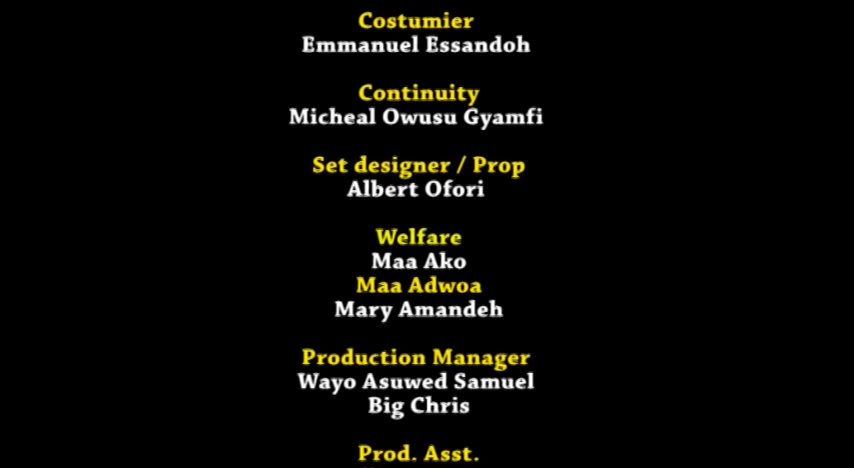 Costumier
Emmanuel Essandoh
Continuity
Micheal Owusu Gyamfi
Set designer / Prop
Albert Ofori
Welfare
Maa Ako
Maa Adwoa
Mary Amandeh
Production Manager
Wayo Asuwed Samuel
Big Chris
Prod. Asst.